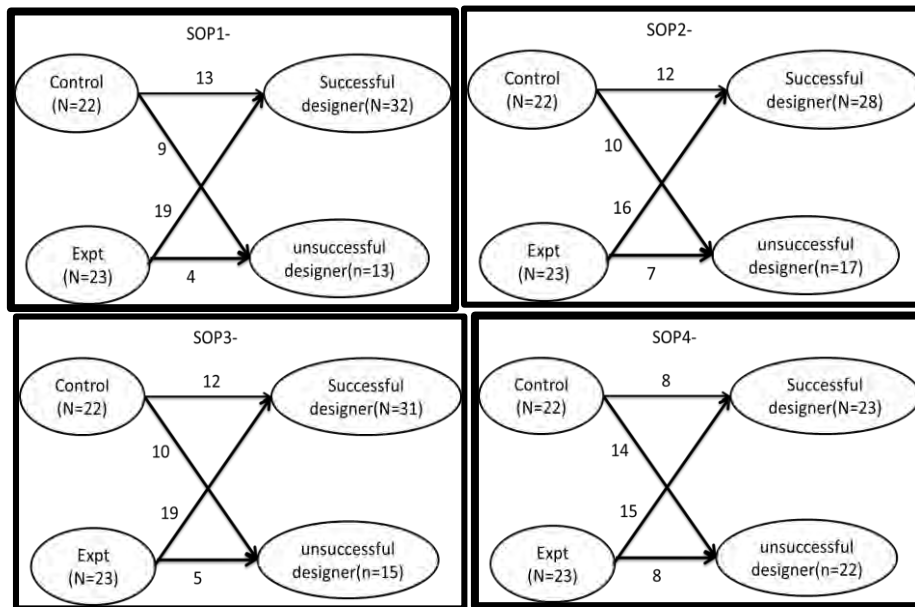 SOP1-
Control
(N=22)
13
Successful
designer(N=32)
9
19
Expt
(N=23)
4
unsuccessful
designer(n=13)
SOP2-
Control
(N=22)
12
Successful
designer(N=28)
10
16
Expt
(N=23)
7
unsuccessful
designer(n=17)
SOP3-
Control
(N=22)
12
Successful
designer(N=31)
10
19
Expt
(N=23)
5
unsuccessful
designer(n=15)
SOP4-
Control
(N=22)
8
Successful
designer(N=23)
14
15
Expt
(N=23)
8
unsuccessful
designer(n=22)